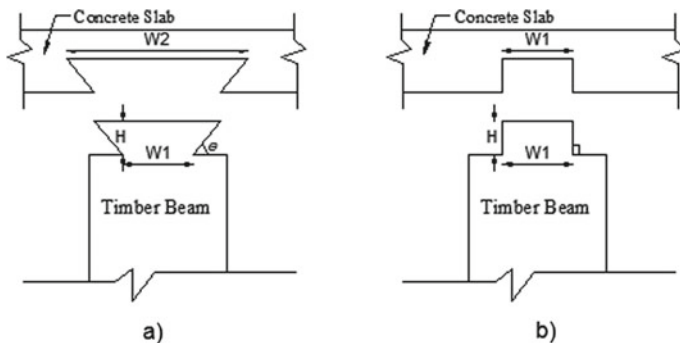 Concrete Slab
W2
H
W1
θ
Timber Beam
a)
Concrete Slab
W1
H
W1
Timber Beam
b)